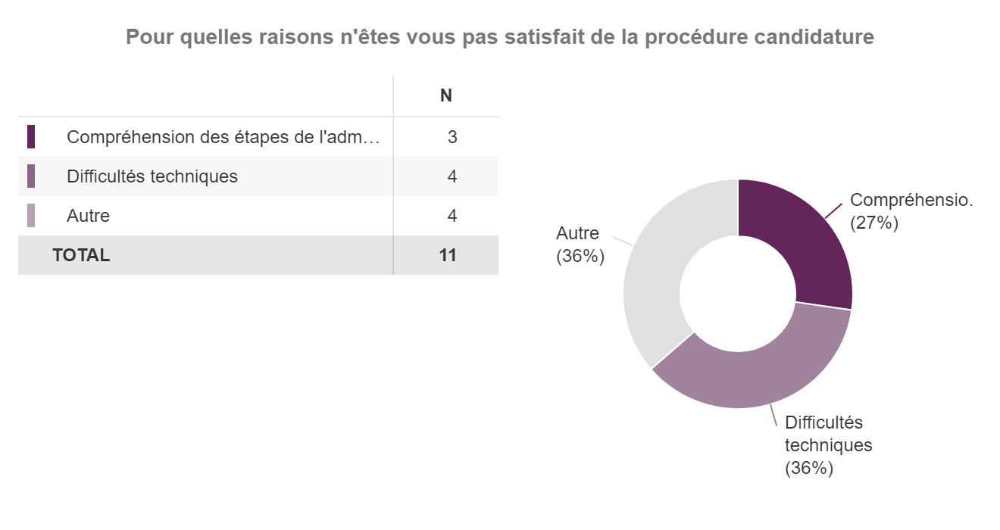 Pour quelles raisons n'êtes vous pas satisfait de la procédure candidature
N
Compréhension des étapes de l'adm… 3
Difficultés techniques 4
Autre 4
TOTAL 11
Compréhensio.
(27%)
Autre
(36%)
Difficultés
techniques
(36%)